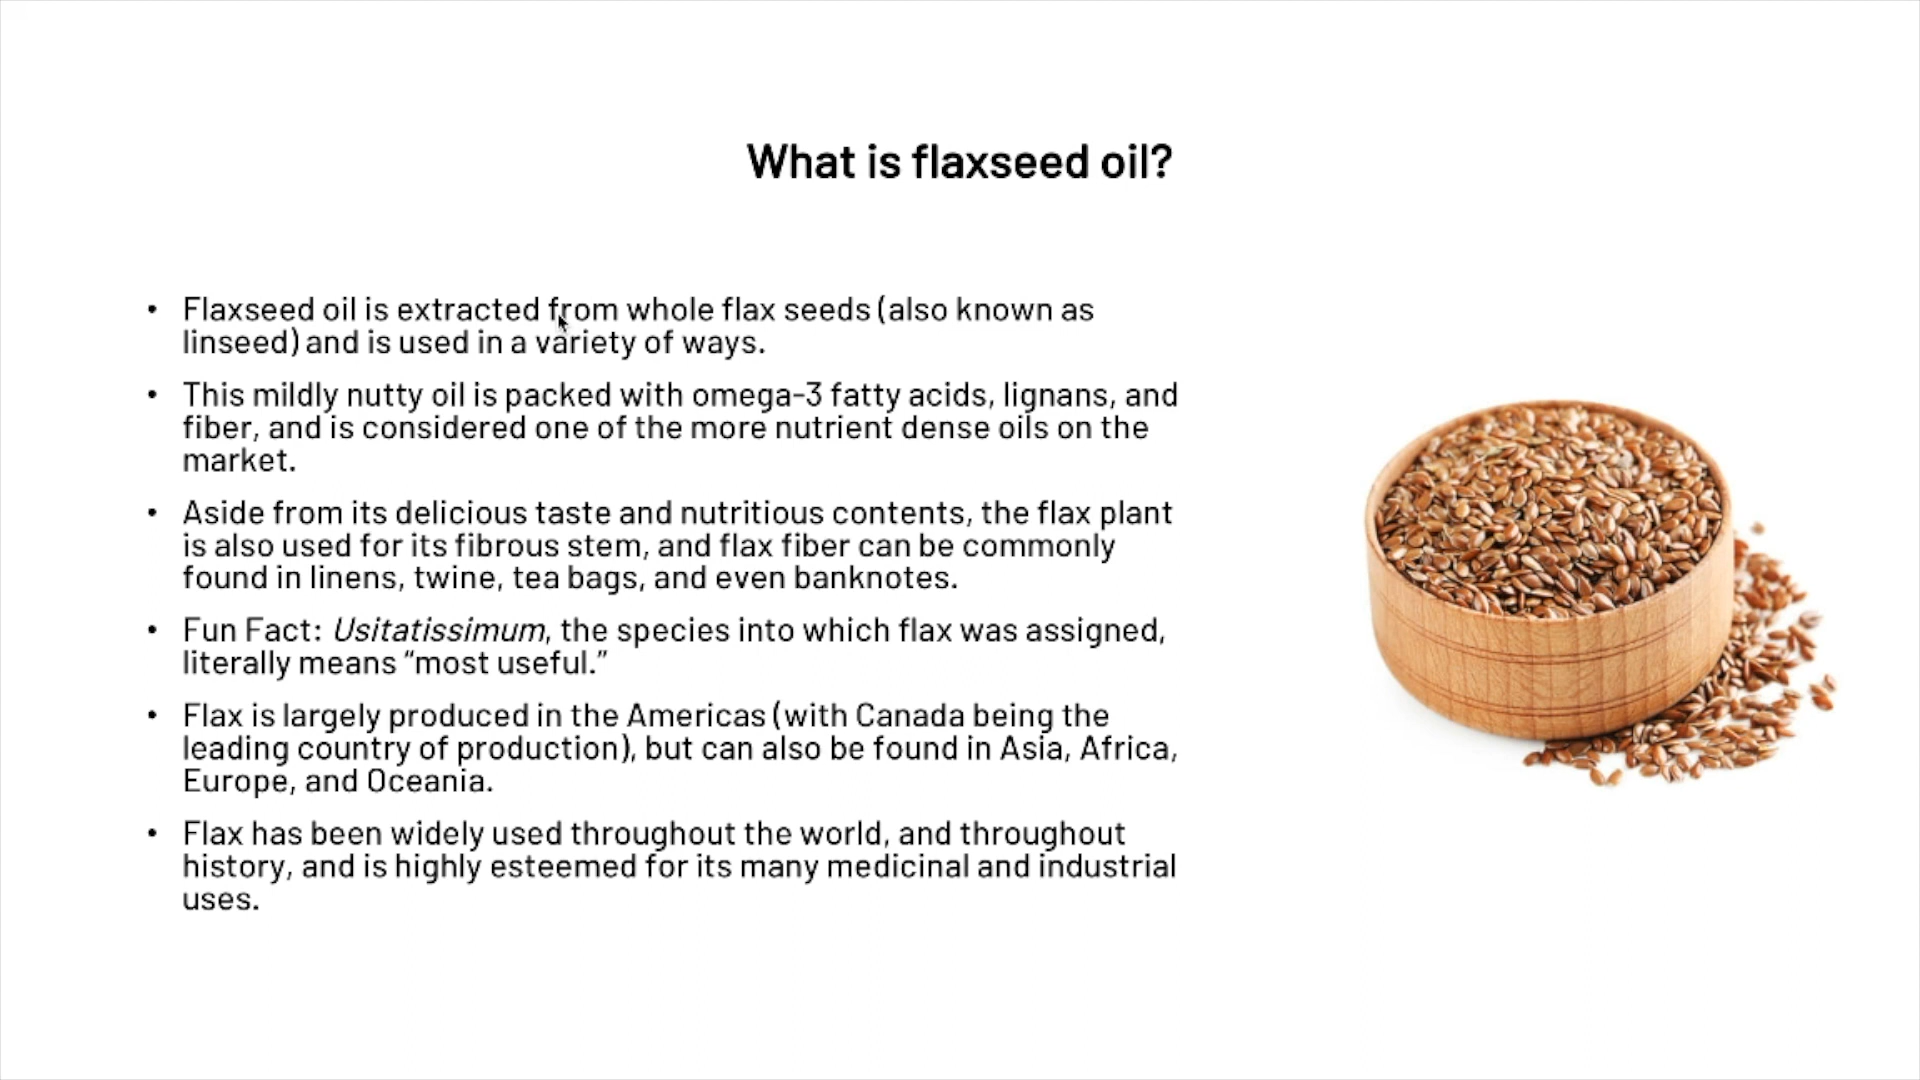 What is flaxseed oil?
• Flaxseed oil is extracted from whole flax seeds (also known as
linseed) and is used in a variety of ways.
• This mildly nutty oil is packed with omega-3 fatty acids, lignans, and
fiber, and is considered one of the more nutrient dense oils on the
market.
• Aside from its delicious taste and nutritious contents, the flax plant
is also used for its fibrous stem, and flax fiber can be commonly
found in linens, twine, tea bags, and even banknotes.
• Fun Fact: Usitatissimum, the species into which flax was assigned,
literally means “most useful.”
• Flax is largely produced in the Americas (with Canada being the
leading country of production), but can also be found in Asia, Africa,
Europe, and Oceania.
• Flax has been widely used throughout the world, and throughout
history, and is highly esteemed for its many medicinal and industrial
uses.